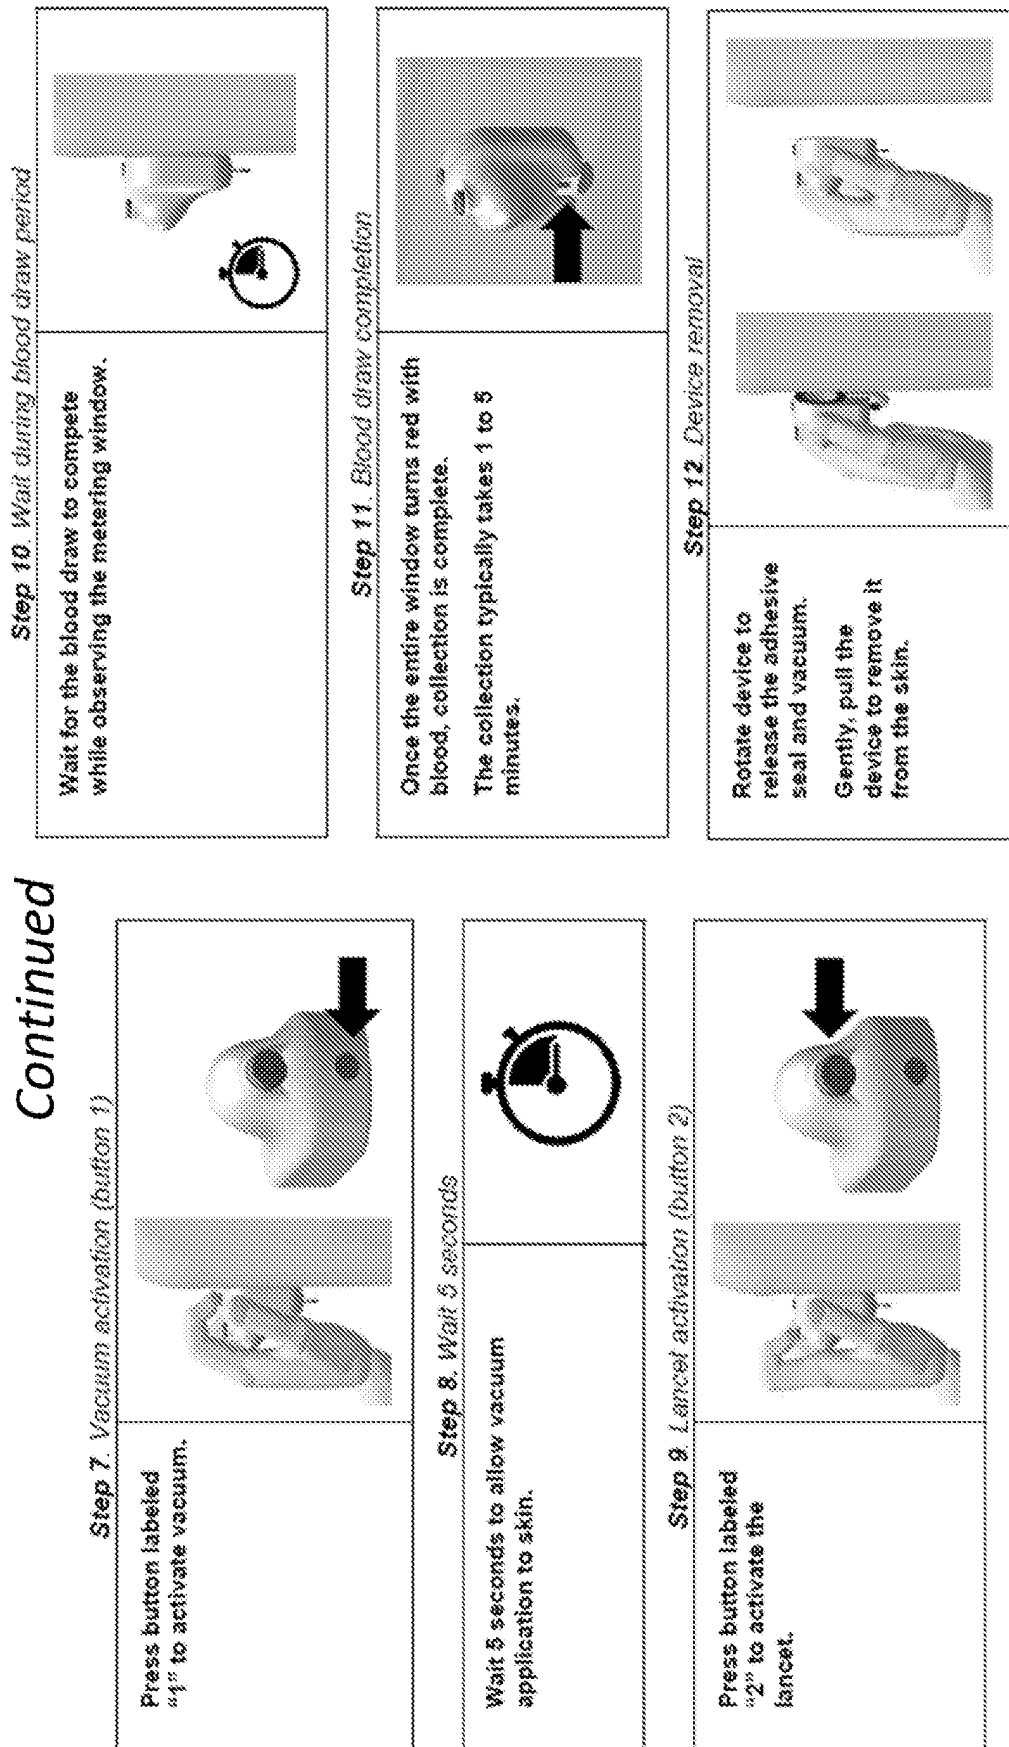 Continued
Step 7. Vacuum activation (button 1)
Press button labeled
“1” to activate vacuum.
Step 8. Wait 5 seconds
Wait 5 seconds to allow vacuum
application to skin.
Step 9. Lancet activation (button 2)
Press button labeled
“2” to activate the
lancet.
Step 10. Wait during blood draw period
Wait for the blood draw to compete
while observing the metering window.
Step 11. Blood draw completion
Once the entire window turns red with
blood, collection is complete.
The collection typically takes 1 to 5
minutes.
Step 12. Device removal
Rotate device to
release the adhesive
seal and vacuum.
Gently, pull the
device to remove it
from the skin.